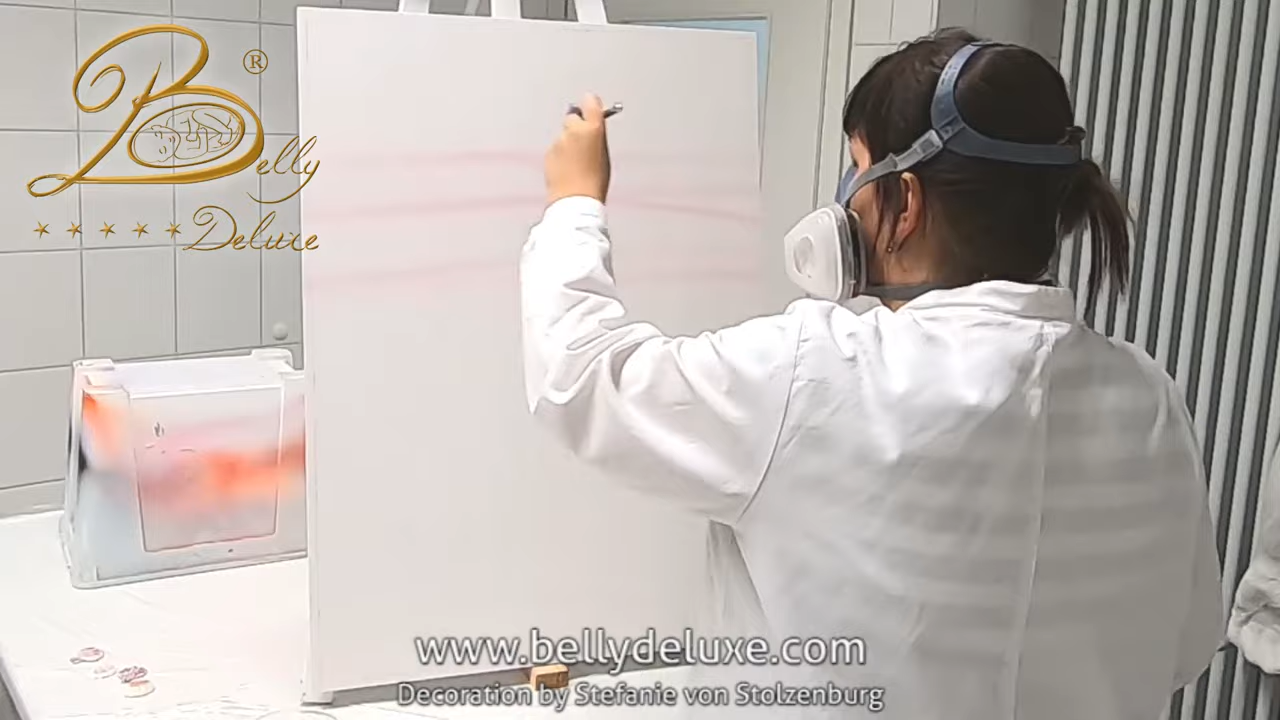 Belly
®
★★★★★Deluxe
www.bellydeluxe.com
Decoration by Stefanie von Stolzenburg